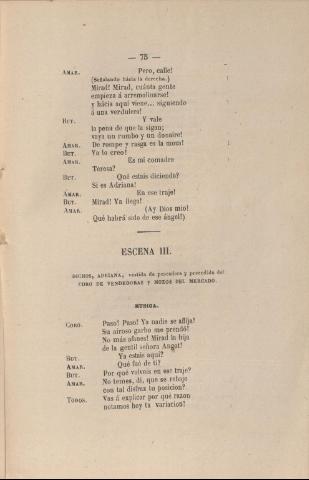 — 75 —
AMAR. Pero, calle!
(Señalando hácia la derecha.)
Mirad! Mirad, cuánta gente
empieza á arremolinarse!
y hácia aquí viene... siguiendo
á una verdulera!
BUT. Y vale
la pena de que la sigan;
vaya un rumbo y un donaire!
AMAR. De rompe y rasga es la moza!
BUT. Ya lo creo!
AMAR. Es mi comadre
Teresa?
BUT. Qué estais diciendo?
Si es Adriana!
AMAR. En ese traje!
BUT. Mirad! Ya llega!
AMAR. (Ay Dios mio!
Qué habrá sido de ese ángel!)
ESCENA III.
DICHOS, ADRIANA, vestida de pescadora y precedida del
CORO DE VENDEDORAS Y MOZOS DEL MERCADO.
MUSICA.
CORO. Paso! Paso! Ya nadie se aflija!
Su airoso garbo me prendó!
No más afanes! Mirad la hija
de la gentil señora Angot!
BUT. Ya estais aquí?
AMAR. Qué fué de tí?
BUT. Por qué volveis en ese traje?
AMAR. No temes, dí, que se rebaje
con tal disfraz tu posicion?
TODOS. Vas á explicar por qué razon
notamos hoy tu variacion!